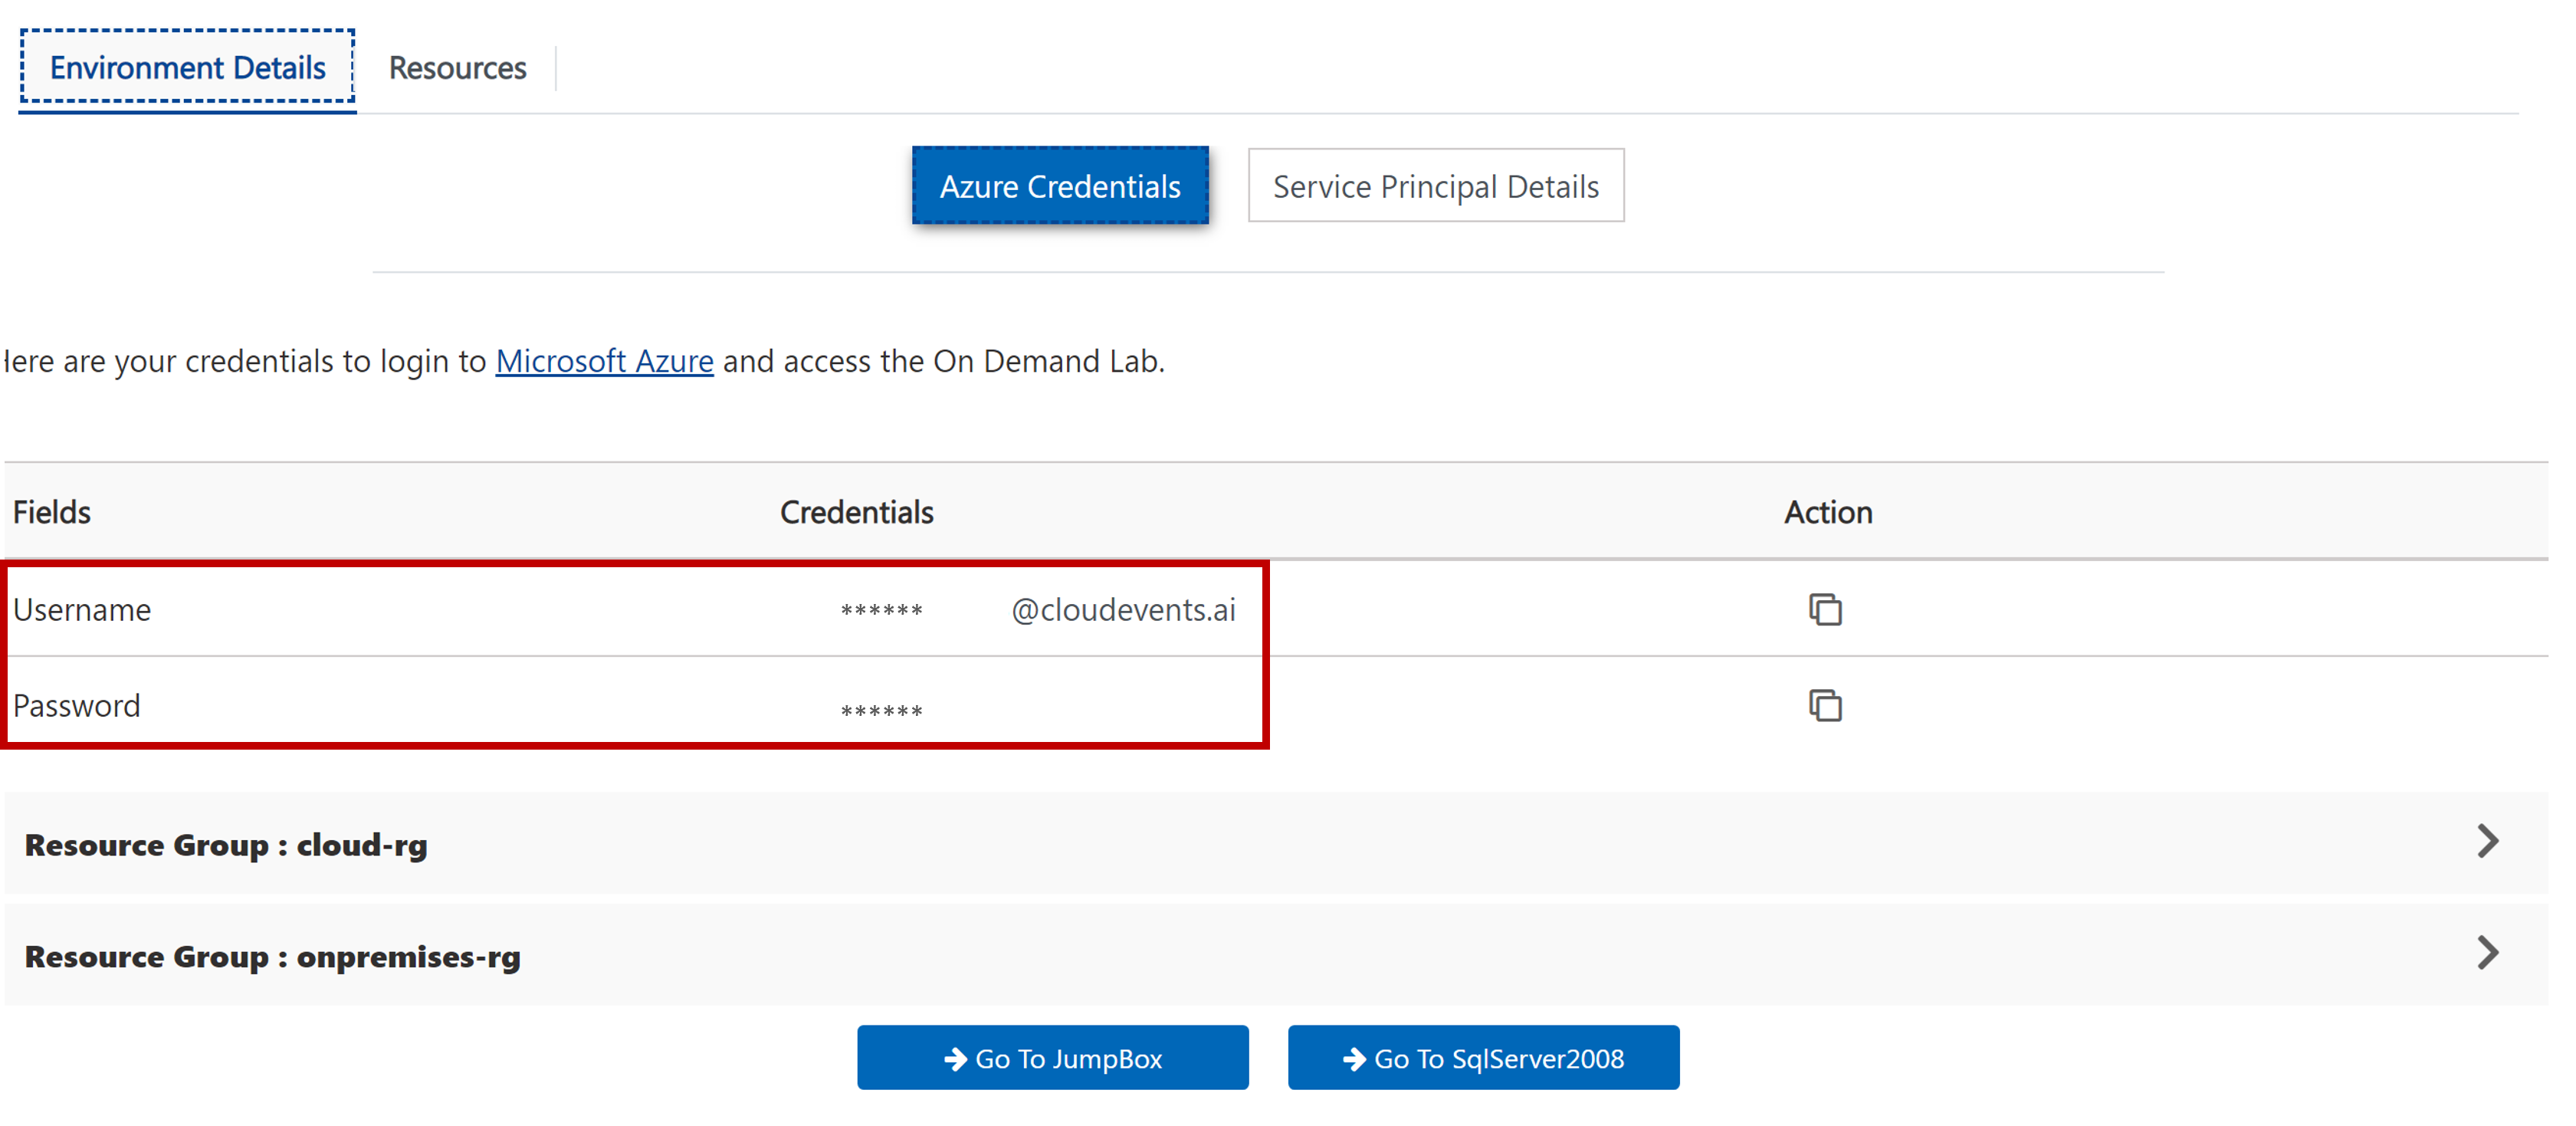 Environment Details Resources
Azure Credentials Service Principal Details
Here are your credentials to login to Microsoft Azure and access the On Demand Lab.
Fields Credentials Action
Username ****** @cloudevents.ai
Password ******
Resource Group : cloud-rg
Resource Group : onpremises-rg
Go To JumpBox Go To SqlServer2008